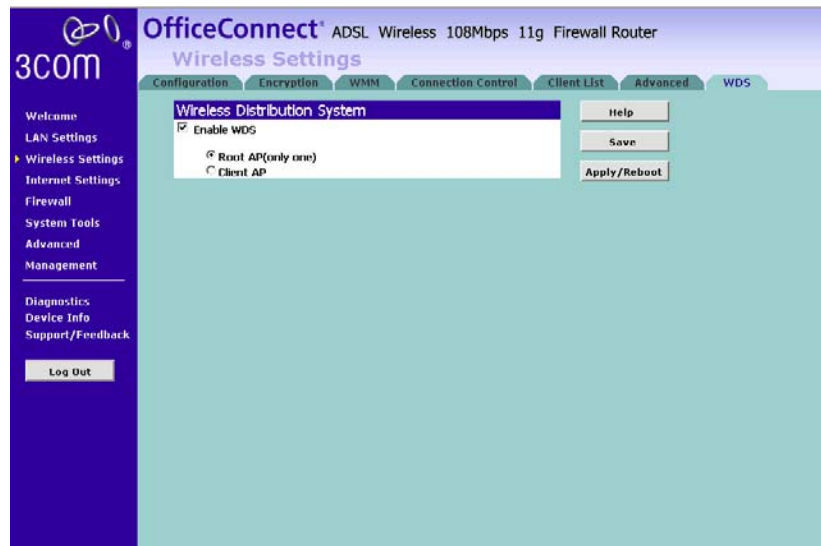 3COM ®
OfficeConnect® ADSL Wireless 108Mbps 11g Firewall Router
Wireless Settings
Configuration Encryption WMM Connection Control Client List Advanced WDS
Welcome
LAN Settings
Wireless Settings
Internet Settings
Firewall
System Tools
Advanced
Management
Diagnostics
Device Info
Support/Feedback
Log Out
Wireless Distribution System
Enable WDS
Root AP(only one)
Client AP
Help
Save
Apply/Reboot